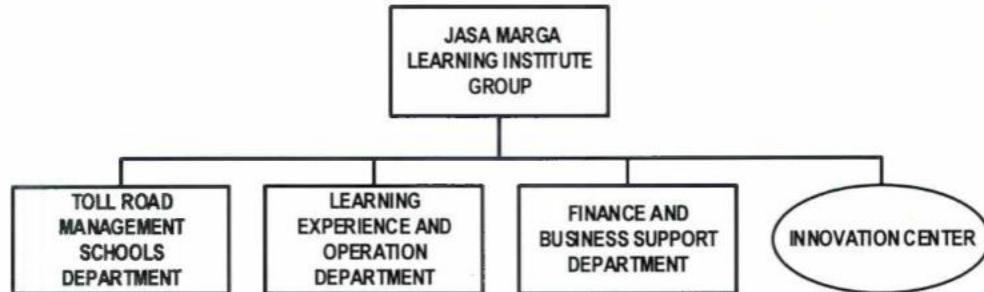 JASA MARGA
LEARNING INSTITUTE
GROUP
TOLL ROAD
MANAGEMENT
SCHOOLS
DEPARTMENT
LEARNING
EXPERIENCE AND
OPERATION
DEPARTMENT
FINANCE AND
BUSINESS SUPPORT
DEPARTMENT
INNOVATION CENTER